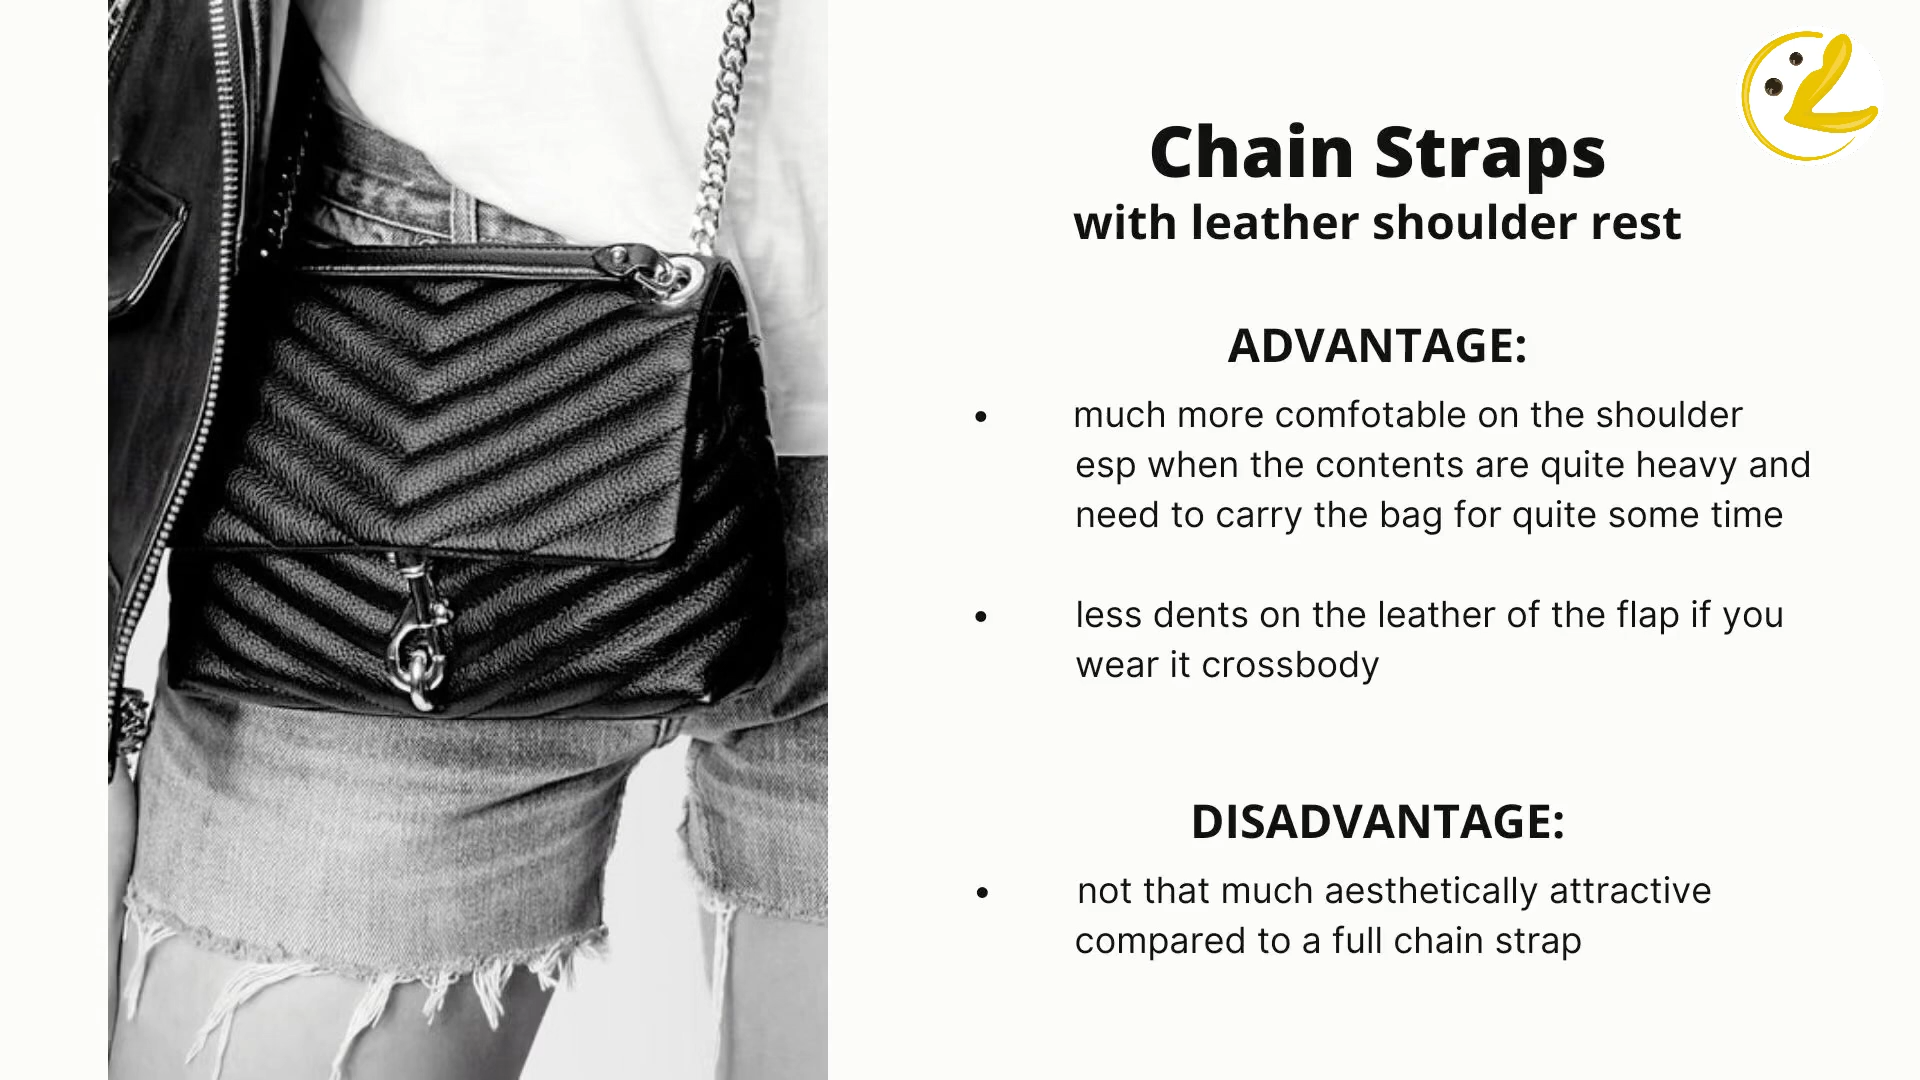 Chain Straps
with leather shoulder rest
ADVANTAGE:
• much more comfotable on the shoulder
esp when the contents are quite heavy and
need to carry the bag for quite some time
• less dents on the leather of the flap if you
wear it crossbody
DISADVANTAGE:
• not that much aesthetically attractive
compared to a full chain strap